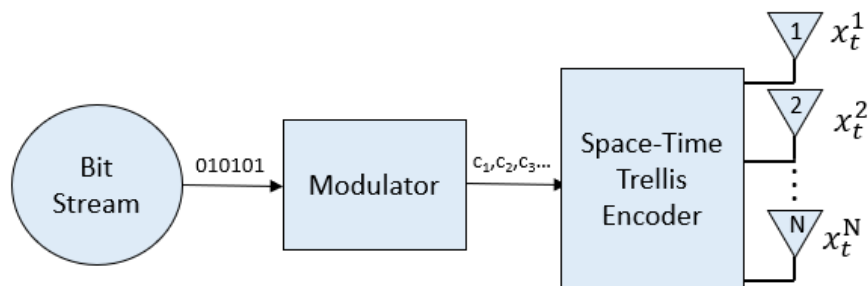 Bit
Stream
010101
Modulator
c₁,c₂,c₃...
Space-Time
Trellis
Encoder
1
x_t^1
2
x_t^2
N
x_t^N